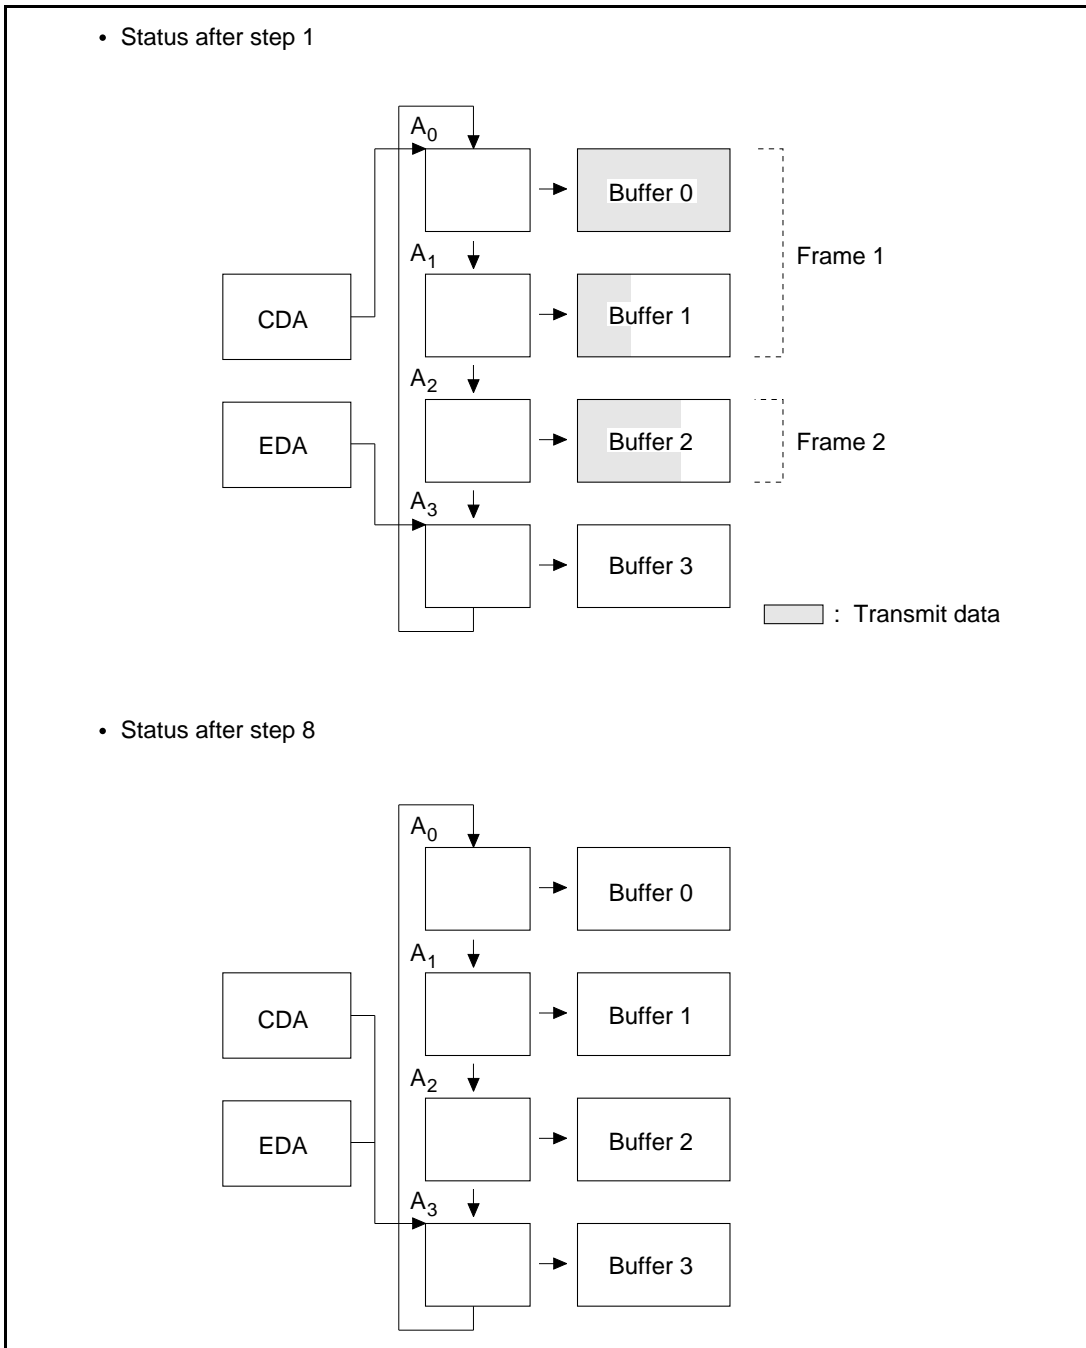 • Status after step 1
A0
Buffer 0
A1
Frame 1
CDA
Buffer 1
A2
EDA
Buffer 2
Frame 2
A3
Buffer 3
: Transmit data
• Status after step 8
A0
Buffer 0
A1
CDA
Buffer 1
A2
EDA
Buffer 2
A3
Buffer 3